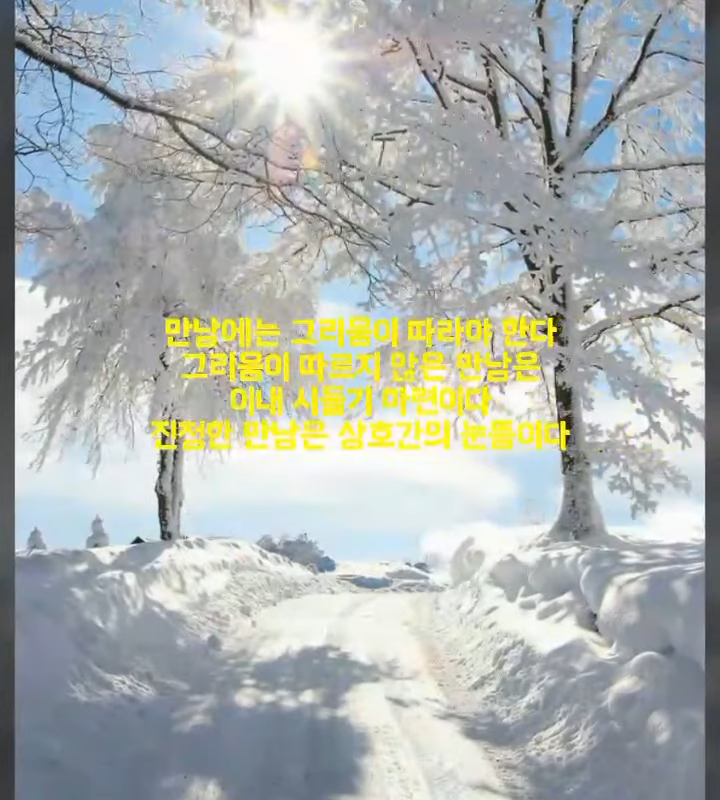 만남에는 그리움이 따라야 한다
그리움이 따르지 않은 만남은
이내 시들기 마련이다
진정한 만남은 상호간의 눈뜸이다